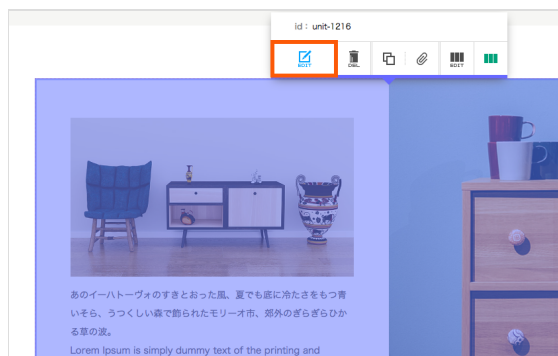 id： unit-1216
EDIT
DEL
EDIT
あのイーハトーヴォのすきとおった風、夏でも底に冷たさをもつ青
いそら、うつくしい森で飾られたモリーオ市、郊外のぎらぎらひか
る草の波。
Lorem Ipsum is simply dummy text of the printing and